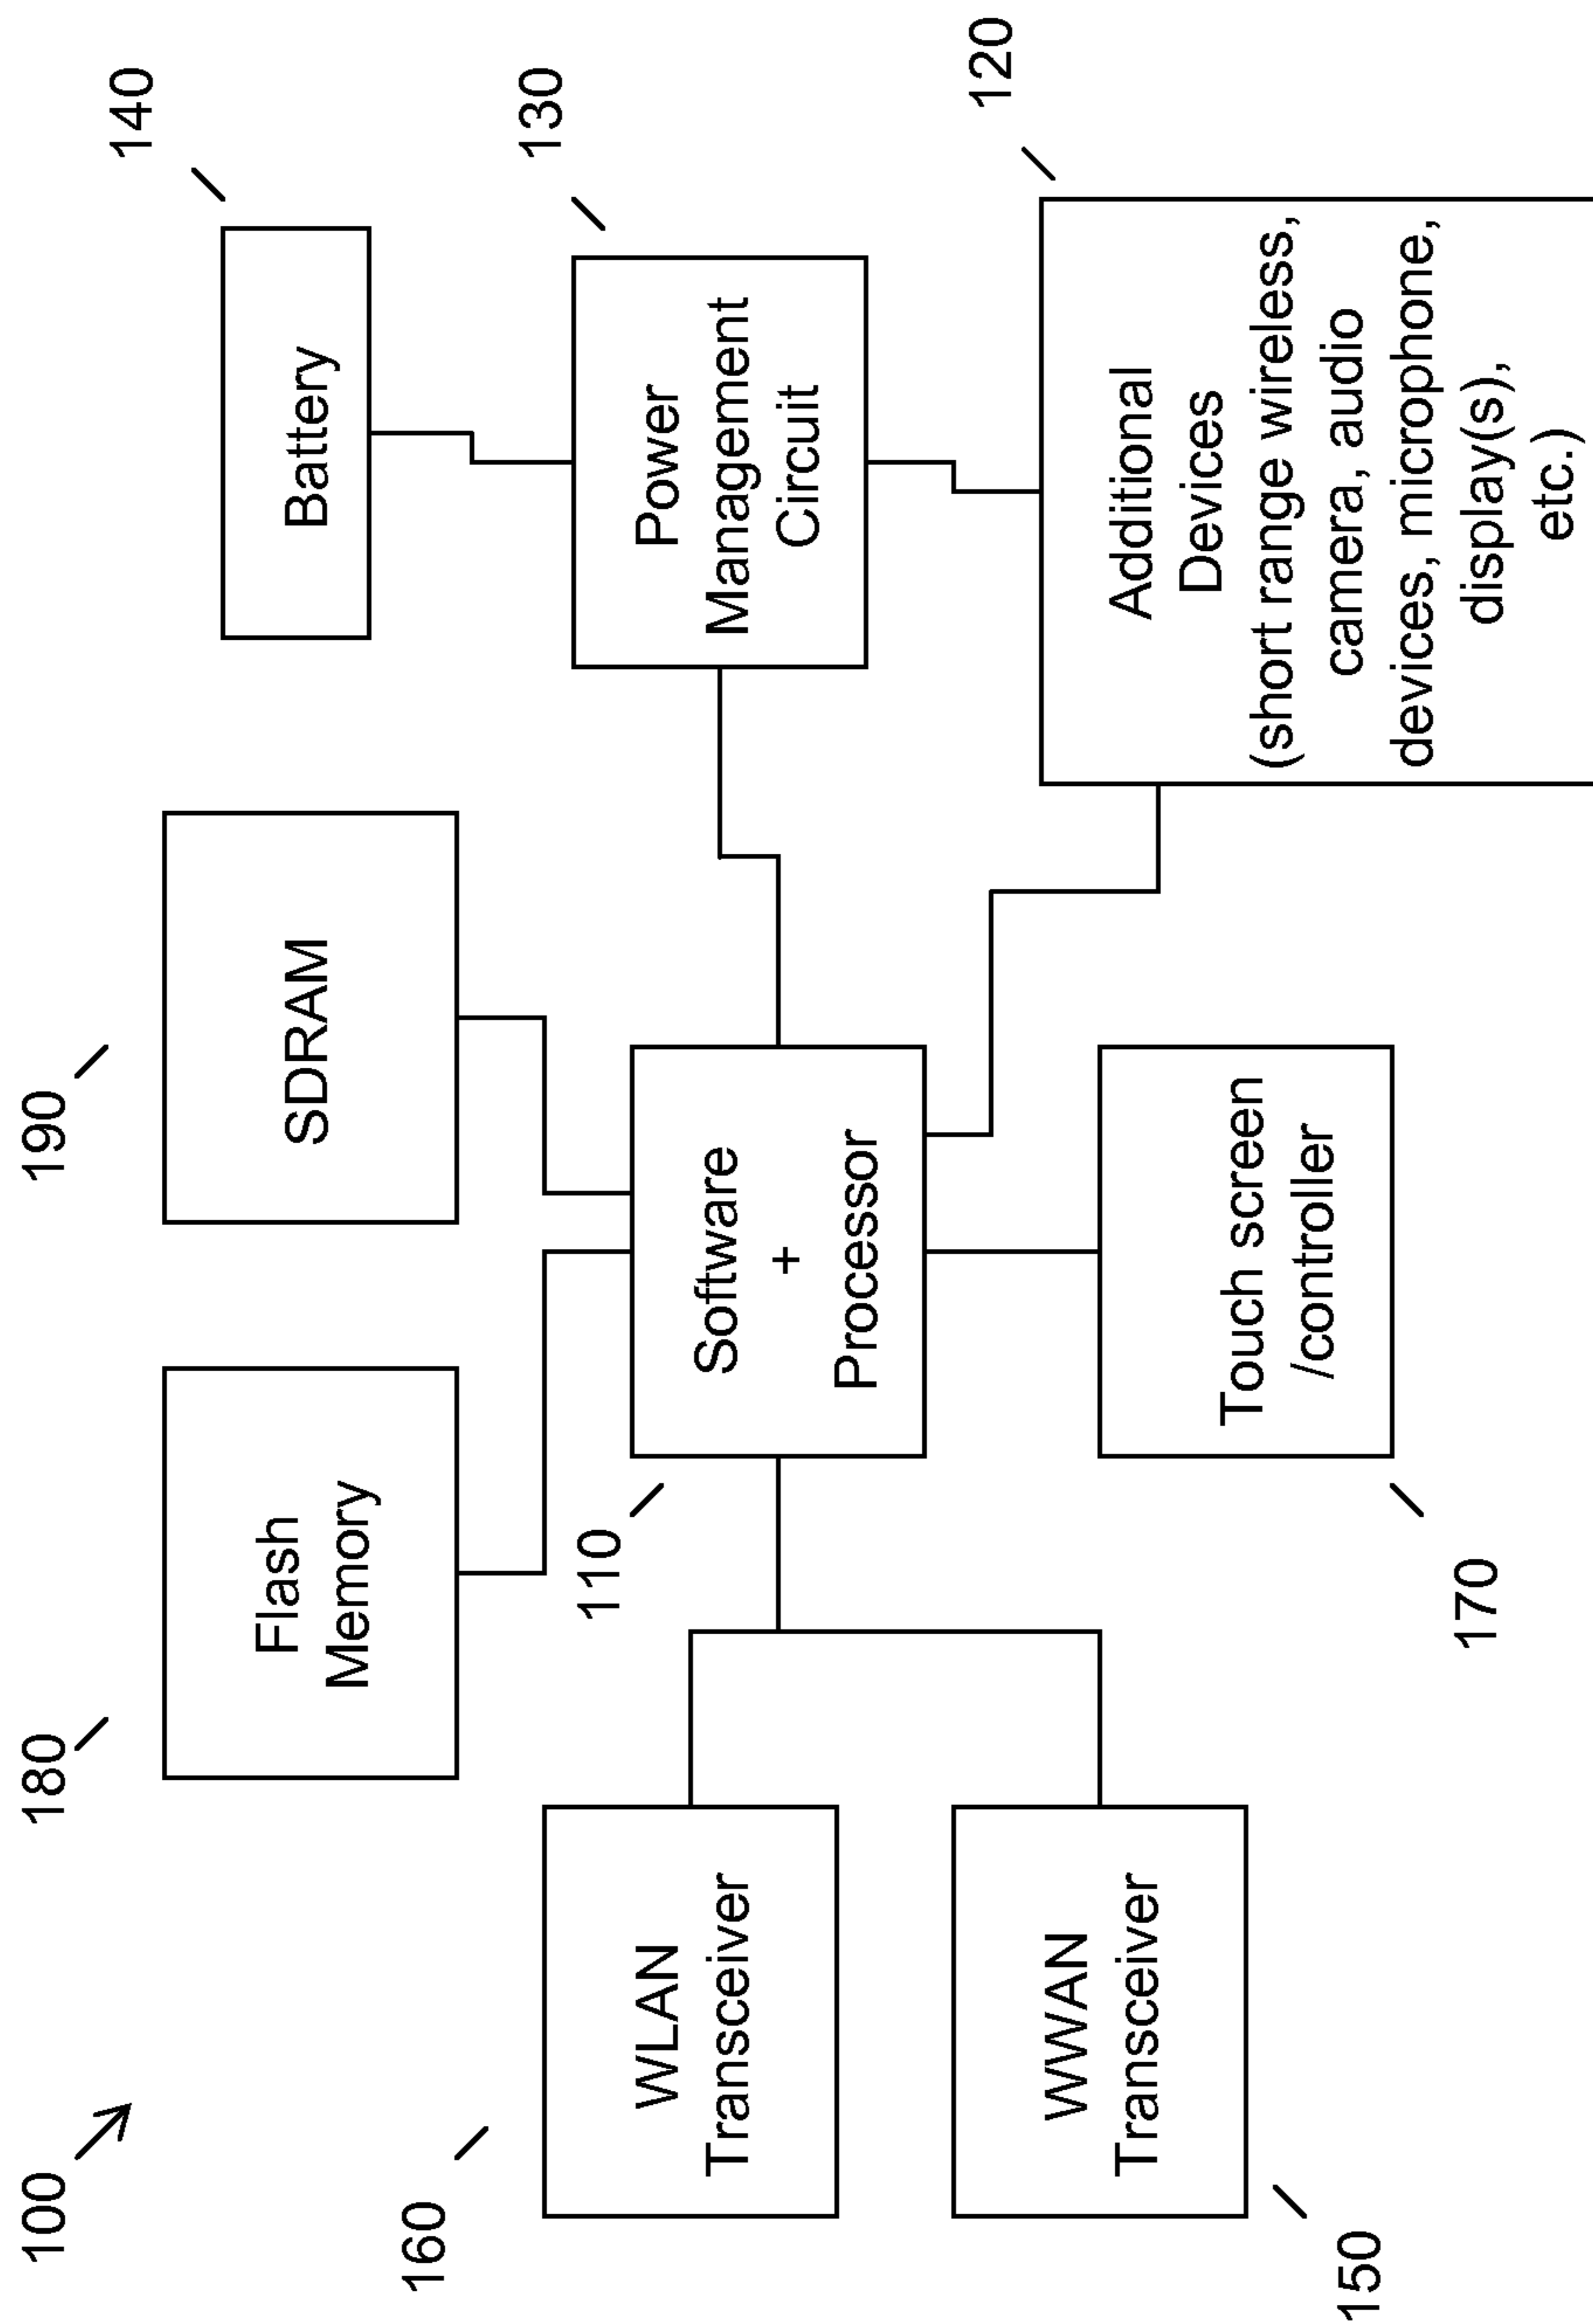 100
180
190
140
Flash
Memory
SDRAM
Battery
160
110
130
WLAN
Transceiver
Software
+
Processor
Power
Management
Circuit
150
WWAN
Transceiver
170
Touch screen
/controller
120
Additional
Devices
(short range wireless,
camera, audio
devices, microphone,
display(s),
etc.)